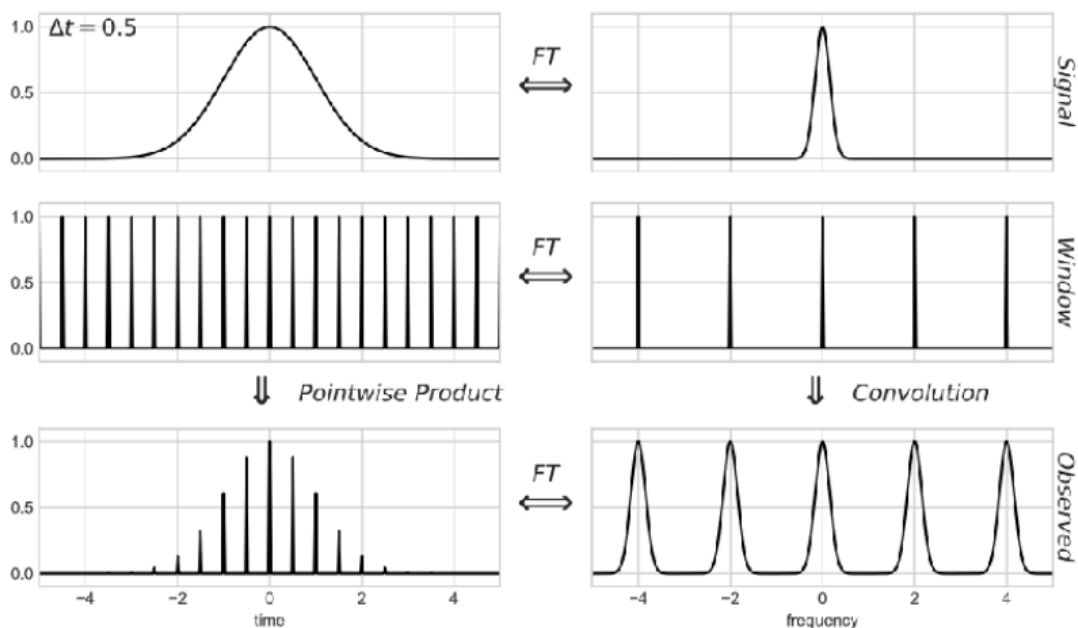 Δt = 0.5
1.0
0.5
0.0
FT
Signal
1.0
0.5
0.0
FT
Window
Pointwise Product
Convolution
1.0
0.5
0.0
−4 −2 0 2 4
time
FT
−4 −2 0 2 4
frequency
Observed